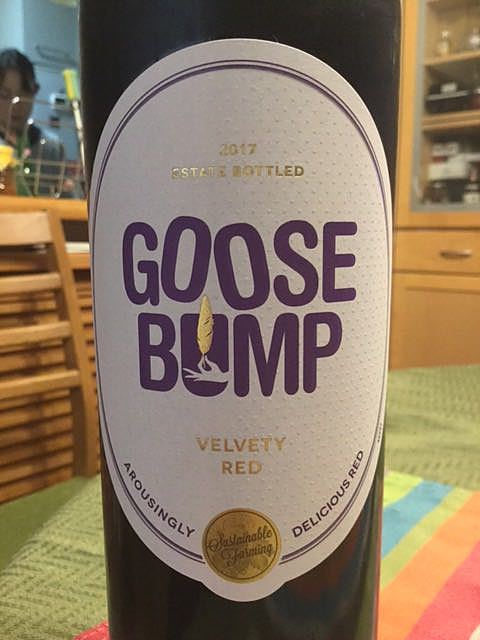 2017
ESTATE BOTTLED
GOOSE
BUMP
VELVETY
RED
AROUSINGLY
DELICIOUS RED
Sustainable
Farming